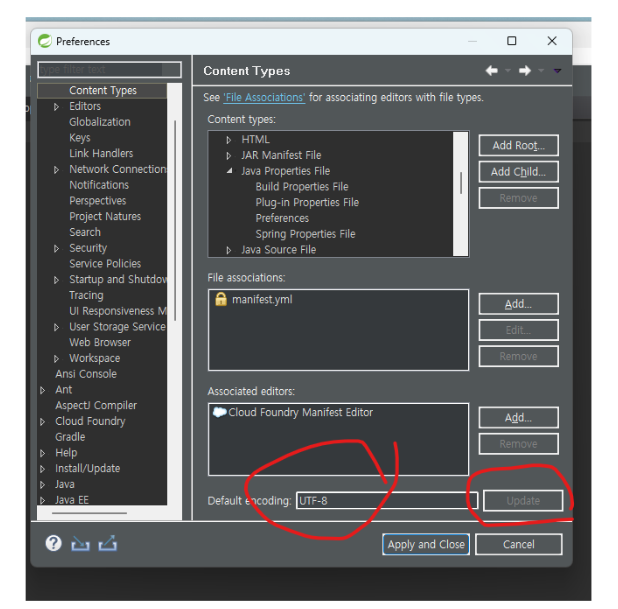 Preferences
type filter text
Content Types
Editors
Globalization
Keys
Link Handlers
Network Connection
Notifications
Perspectives
Project Natures
Search
Security
Service Policies
Startup and Shutdow
Tracing
UI Responsiveness M
User Storage Service
Web Browser
Workspace
Ansi Console
Ant
AspectJ Compiler
Cloud Foundry
Gradle
Help
Install/Update
Java
Java EE
Content Types
See 'File Associations' for associating editors with file types.
Content types:
HTML
JAR Manifest File
Java Properties File
Build Properties File
Plug-in Properties File
Preferences
Spring Properties File
Java Source File
Add Root...
Add Child...
Remove
File associations:
manifest.yml
Add...
Edit...
Remove
Associated editors:
Cloud Foundry Manifest Editor
Add...
Remove
Default encoding: UTF-8
Update
Apply and Close
Cancel